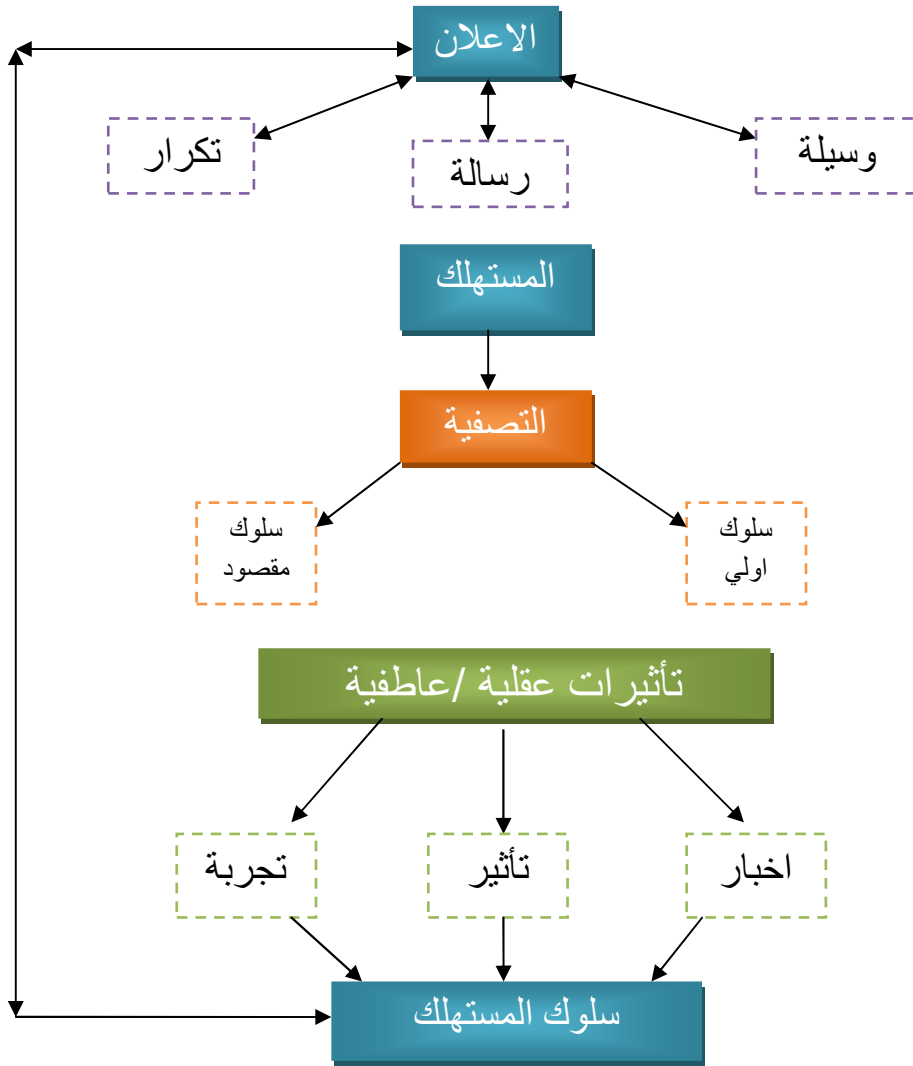 الاعلان
وسيلة
رسالة
تكرار
المستهلك
التصفية
سلوك
اولي
سلوك
مقصود
تأثيرات عقلية /عاطفية
اخبار
تأثير
تجربة
سلوك المستهلك